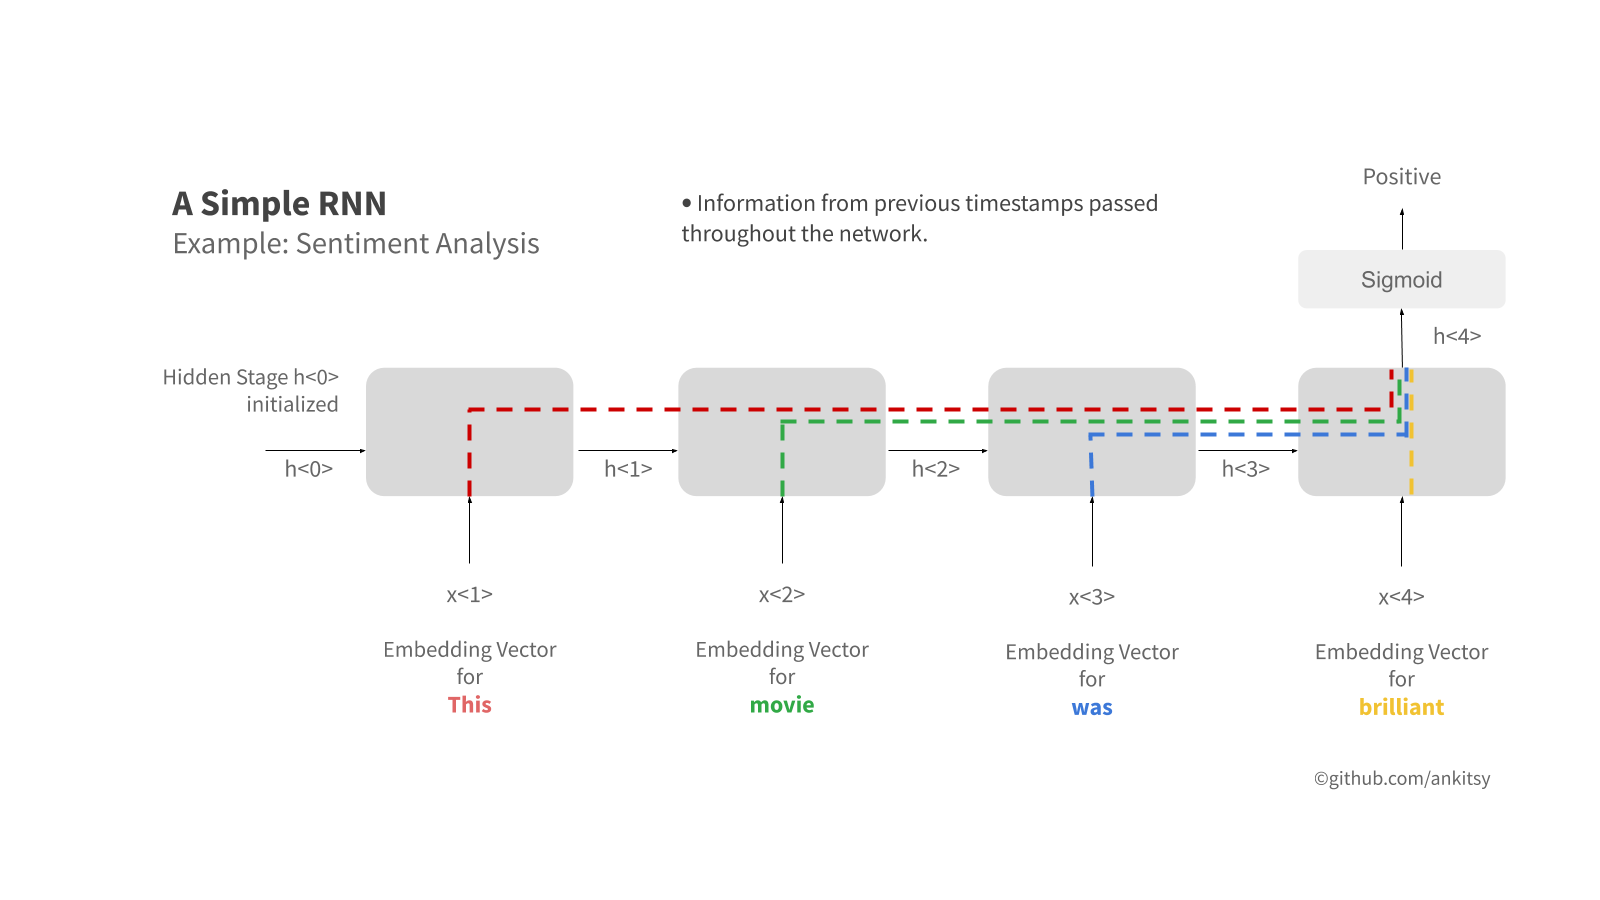 A Simple RNN
Example: Sentiment Analysis
• Information from previous timestamps passed
throughout the network.
Positive
Sigmoid
h<4>
Hidden Stage h<0>
initialized
h<0>
h<1>
h<2>
h<3>
x<1>
x<2>
x<3>
x<4>
Embedding Vector
for
This
Embedding Vector
for
movie
Embedding Vector
for
was
Embedding Vector
for
brilliant
©github.com/ankitsy